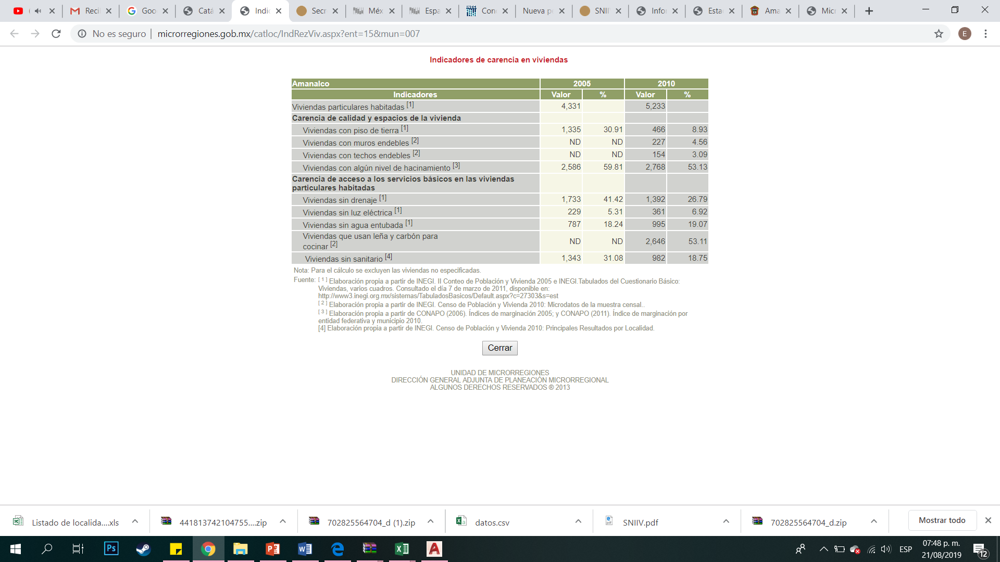 Recil
Goo
Catá
Indic
Secr
Méx
Espa
Con
Nueva p
SNII
Info
Esta
Ama
Micr
No es seguro | microrregiones.gob.mx/catloc/IndRezViv.aspx?ent=15&mun=007
E
Indicadores de carencia en viviendas
Amanalco 2005 2010
Indicadores Valor % Valor %
Viviendas particulares habitadas [1] 4,331 5,233
Carencia de calidad y espacios de la vivienda
Viviendas con piso de tierra [1] 1,335 30.91 466 8.93
Viviendas con muros endebles [2] ND ND 227 4.56
Viviendas con techos endebles [2] ND ND 154 3.09
Viviendas con algún nivel de hacinamiento [3] 2,586 59.81 2,768 53.13
Carencia de acceso a los servicios básicos en las viviendas
particulares habitadas
Viviendas sin drenaje [1] 1,733 41.42 1,392 26.79
Viviendas sin luz eléctrica [1] 229 5.31 361 6.92
Viviendas sin agua entubada [1] 787 18.24 995 19.07
Viviendas que usan leña y carbón para
cocinar [2] ND ND 2,646 53.11
Viviendas sin sanitario [4] 1,343 31.08 982 18.75
Nota: Para el cálculo se excluyen las viviendas no especificadas.
Fuente: [ 1 ] Elaboración propia a partir de INEGI. II Conteo de Población y Vivienda 2005 e INEGI.Tabulados del Cuestionario Básico:
Viviendas, varios cuadros. Consultado el día 7 de marzo de 2011, disponible en:
http://www3.inegi.org.mx/sistemas/TabuladosBasicos/Default.aspx?c=27303&s=est
[ 2 ] Elaboración propia a partir de INEGI. Censo de Población y Vivienda 2010: Microdatos de la muestra censal..
[ 3 ] Elaboración propia a partir de CONAPO (2006). Índices de marginación 2005; y CONAPO (2011). Índice de marginación por
entidad federativa y municipio 2010.
[4] Elaboración propia a partir de INEGI. Censo de Población y Vivienda 2010: Principales Resultados por Localidad.
Cerrar
UNIDAD DE MICRORREGIONES
DIRECCIÓN GENERAL ADJUNTA DE PLANEACIÓN MICRORREGIONAL
ALGUNOS DERECHOS RESERVADOS ® 2013
Listado de localida....xls
441813742104755....zip
702825564704_d (1).zip
datos.csv
SNIIV.pdf
702825564704_d.zip
Mostrar todo
Ps
ESP
07:48 p. m.
21/08/2019
12